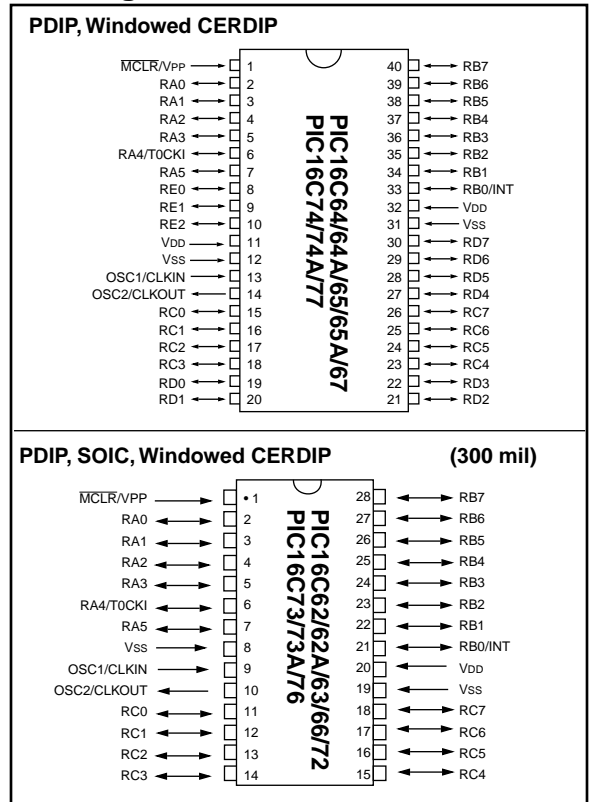 PDIP, Windowed CERDIP
MCLR/VPP 1 40 RB7
RA0 2 39 RB6
RA1 3 38 RB5
RA2 4 37 RB4
RA3 5 36 RB3
RA4/T0CKI 6 35 RB2
RA5 7 34 RB1
RE0 8 33 RB0/INT
RE1 9 32 VDD
RE2 10 31 VSS
VDD 11 30 RD7
VSS 12 29 RD6
OSC1/CLKIN 13 28 RD5
OSC2/CLKOUT 14 27 RD4
RC0 15 26 RC7
RC1 16 25 RC6
RC2 17 24 RC5
RC3 18 23 RC4
RD0 19 22 RD3
RD1 20 21 RD2
PIC16C64/64A/65/65A/67
PIC16C74/74A/77
PDIP, SOIC, Windowed CERDIP (300 mil)
MCLR/VPP • 1 28 RB7
RA0 2 27 RB6
RA1 3 26 RB5
RA2 4 25 RB4
RA3 5 24 RB3
RA4/T0CKI 6 23 RB2
RA5 7 22 RB1
VSS 8 21 RB0/INT
OSC1/CLKIN 9 20 VDD
OSC2/CLKOUT 10 19 VSS
RC0 11 18 RC7
RC1 12 17 RC6
RC2 13 16 RC5
RC3 14 15 RC4
PIC16C62/62A/63/66/72
PIC16C73/73A/76